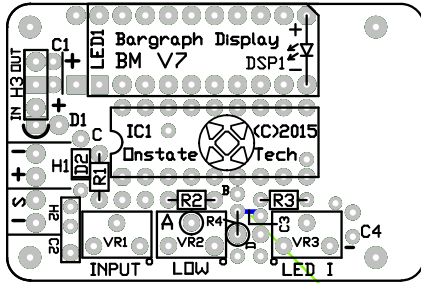 OUT
H3
IN
C1
+
+
LED1
Bargraph Display
BM V7
DSP1
+
-
D1
C
IC1
(C)2015
Onstate
Tech
-
+
H1
D2
R1
S
-
H2
C2
R2
B
R3
A
R4
C3
D
VR1
VR2
VR3
C4
-
INPUT
LOW
LED I